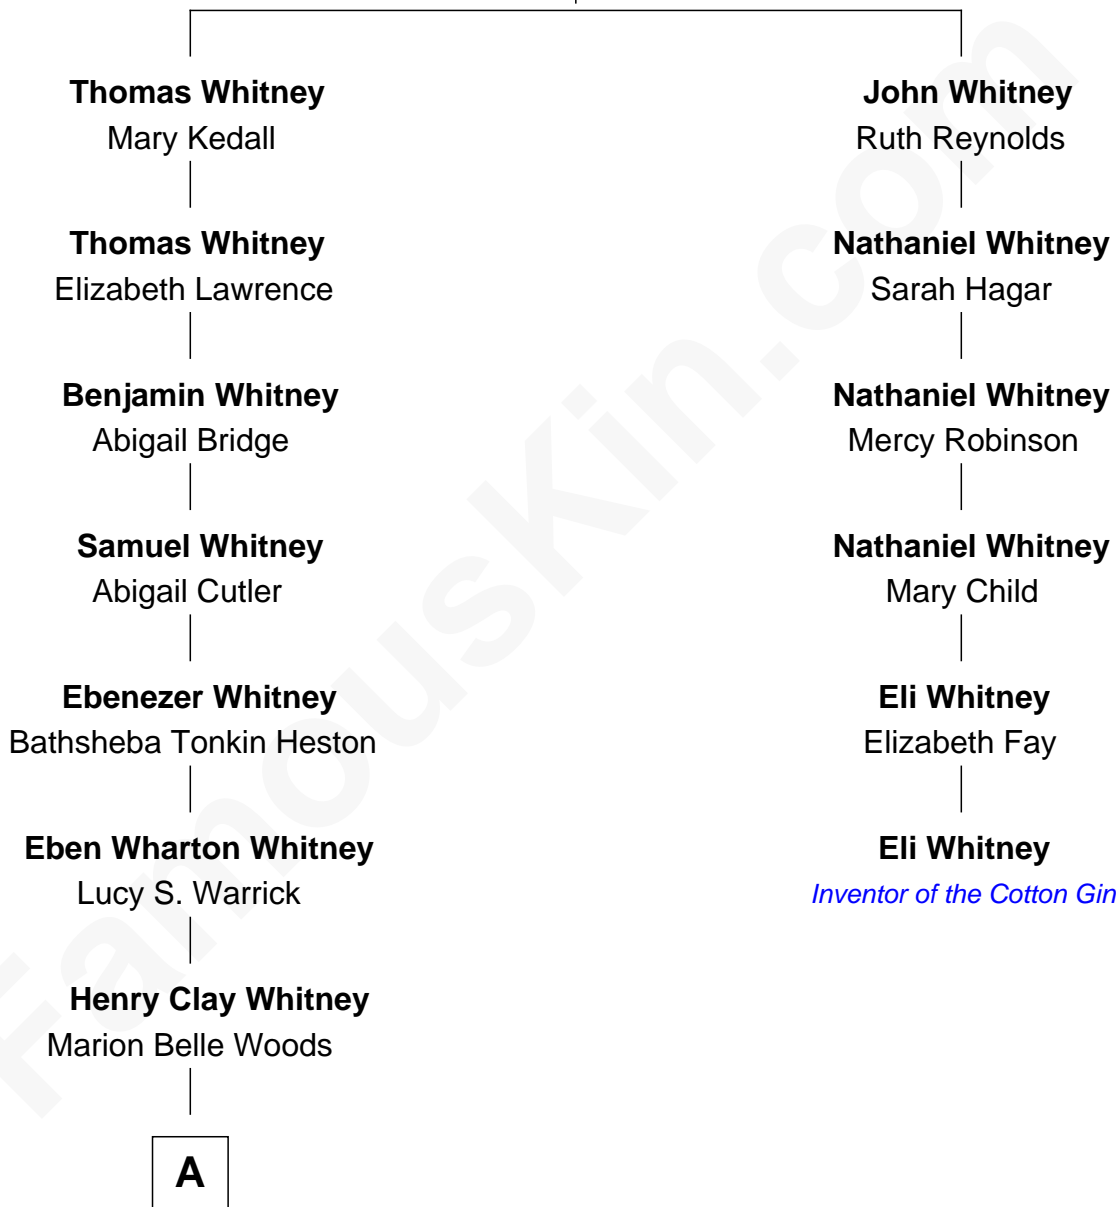 Thomas Whitney
Mary Kedall
John Whitney
Ruth Reynolds
Thomas Whitney
Elizabeth Lawrence
Nathaniel Whitney
Sarah Hagar
Benjamin Whitney
Abigail Bridge
Nathaniel Whitney
Mercy Robinson
Samuel Whitney
Abigail Cutler
Nathaniel Whitney
Mary Child
Ebenezer Whitney
Bathsheba Tonkin Heston
Eli Whitney
Elizabeth Fay
Eben Wharton Whitney
Lucy S. Warrick
Eli Whitney
Inventor of the Cotton Gin
Henry Clay Whitney
Marion Belle Woods
A
FamousKin.com